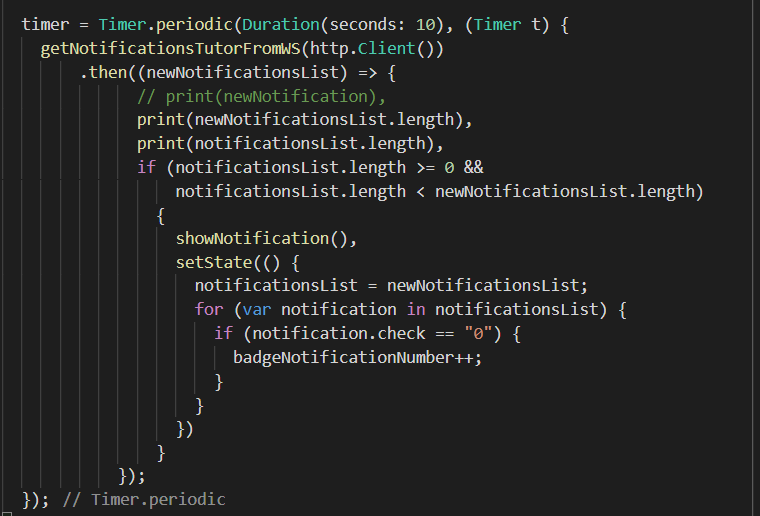 timer = Timer.periodic(Duration(seconds: 10), (Timer t) {
getNotificationsTutorFromWS(http.Client())
.then((newNotificationsList) => {
// print(newNotification),
print(newNotificationsList.length),
print(notificationsList.length),
if (notificationsList.length >= 0 &&
notificationsList.length < newNotificationsList.length)
{
showNotification(),
setState(() {
notificationsList = newNotificationsList;
for (var notification in notificationsList) {
if (notification.check == "0") {
badgeNotificationNumber++;
}
}
})
}
});
}); // Timer.periodic